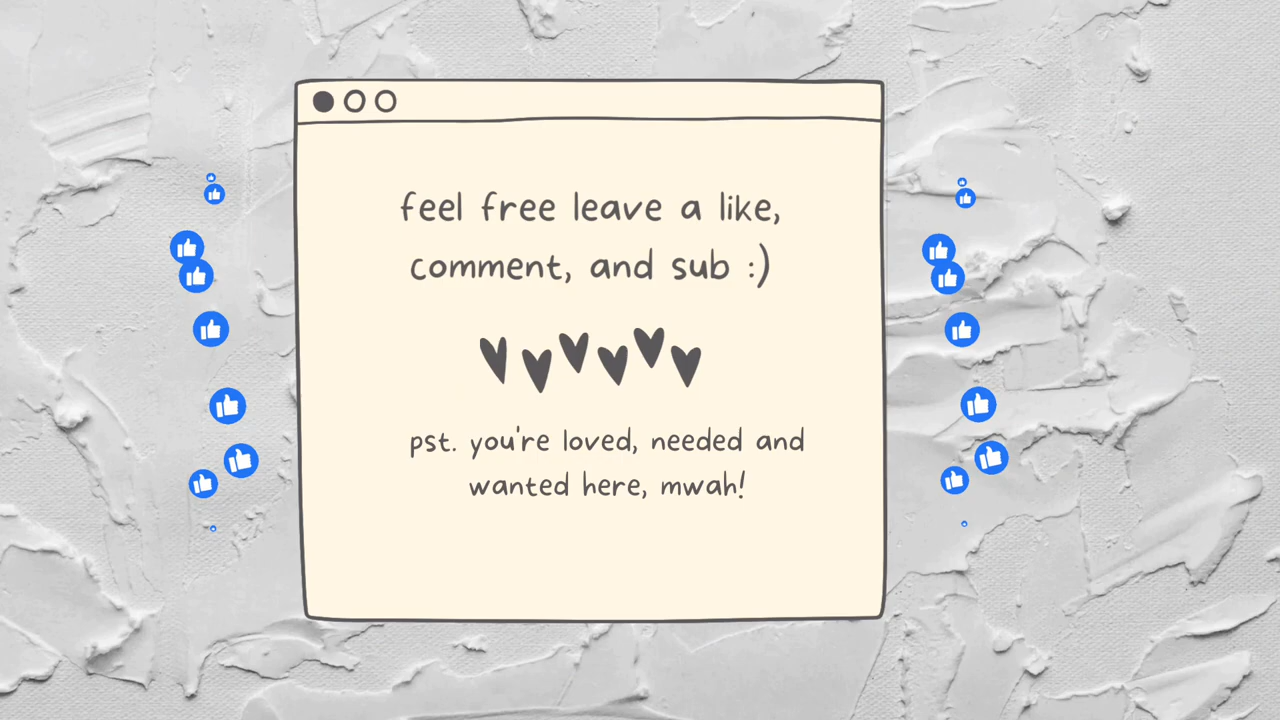 feel free leave a like,
comment, and sub :)
pst. you're loved, needed and
wanted here, mwah!